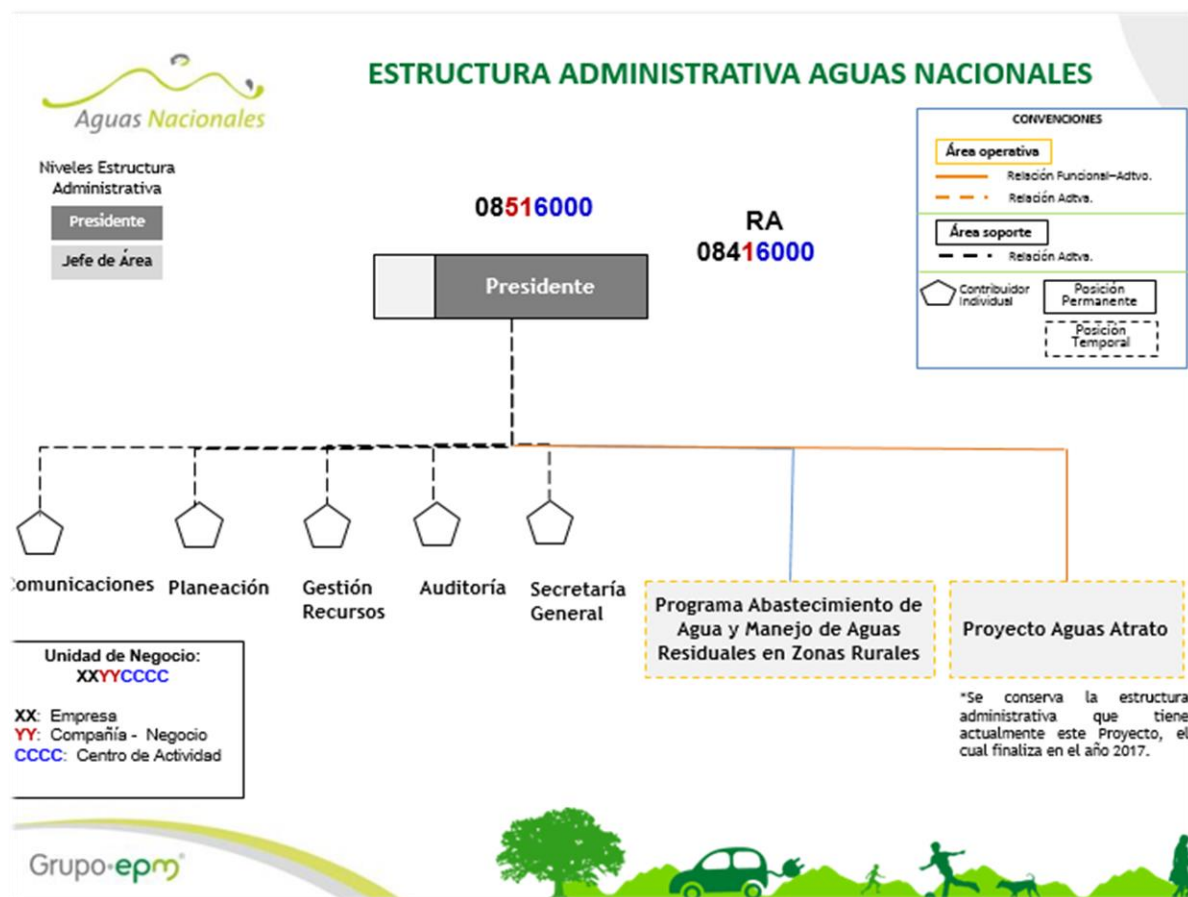 ESTRUCTURA ADMINISTRATIVA AGUAS NACIONALES
Aguas Nacionales
Niveles Estructura
Administrativa
Presidente
Jefe de Área
08516000
RA
08416000
Presidente
CONVENCIONES
Área operativa
Relación Funcional–Adtvo.
Relación Adtva.
Área soporte
Relación Adtva.
Contribuidor
Individual
Posición
Permanente
Posición
Temporal
omunicaciones
Planeación
Gestión
Recursos
Auditoría
Secretaría
General
Programa Abastecimiento de
Agua y Manejo de Aguas
Residuales en Zonas Rurales
Proyecto Aguas Atrato
*Se conserva la estructura
administrativa que tiene
actualmente este Proyecto, el
cual finaliza en el año 2017.
Unidad de Negocio:
XXYYCCCC
XX: Empresa
YY: Compañía - Negocio
CCCC: Centro de Actividad
Grupo·epm®